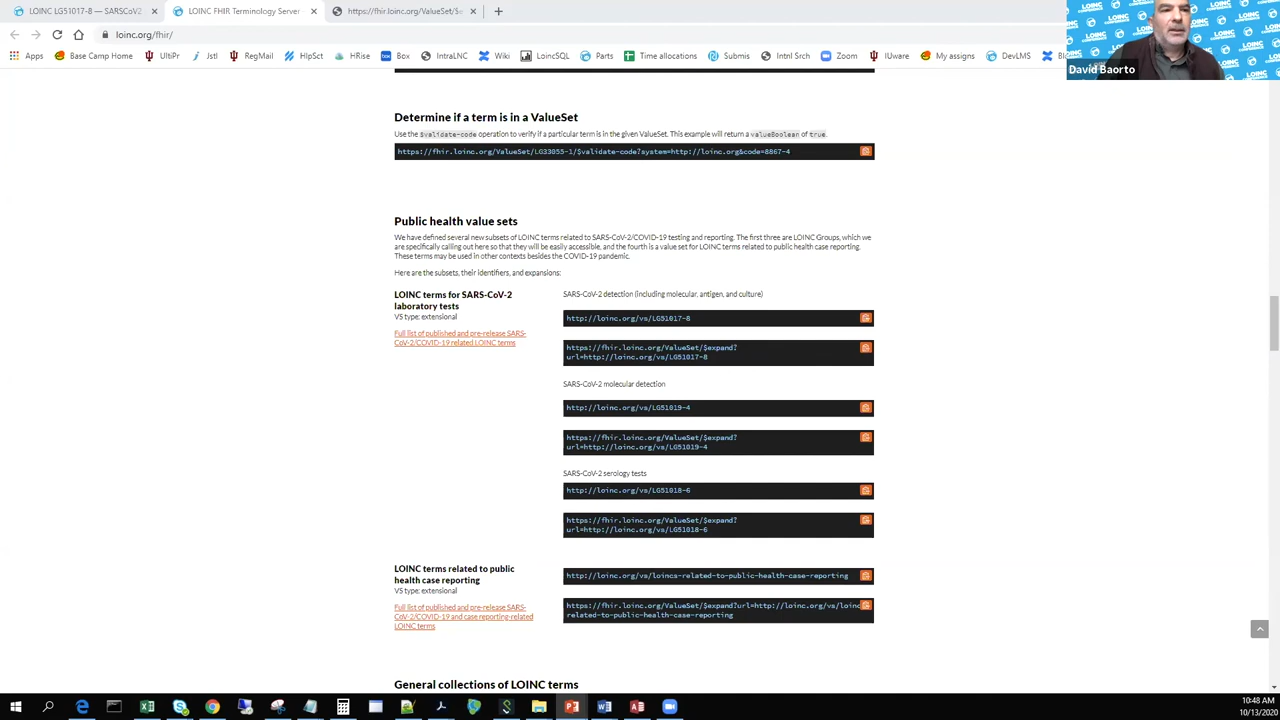 LOINC LG51017-8 — SARSCoV2
LOINC FHIR Terminology Server
https://fhir.loinc.org/ValueSet/$e
loinc.org/fhir/
Apps
Base Camp Home
UltiPr
JstI
RegMail
HlpSct
HRise
Box
IntraLNC
Wiki
LoincSQL
Parts
Time allocations
Submis
Intnl Srch
Zoom
IUware
My assigns
DevLMS
David Baorto
Determine if a term is in a ValueSet
Use the $validate-code operation to verify if a particular term is in the given ValueSet. This example will return a valueBoolean of true.
https://fhir.loinc.org/ValueSet/LG33055-1/$validate-code?system=http://loinc.org&code=8867-4
Public health value sets
We have defined several new subsets of LOINC terms related to SARS-CoV-2/COVID-19 testing and reporting. The first three are LOINC Groups, which we
are specifically calling out here so that they will be easily accessible, and the fourth is a value set for LOINC terms related to public health case reporting.
These terms may be used in other contexts besides the COVID-19 pandemic.
Here are the subsets, their identifiers, and expansions:
LOINC terms for SARS-CoV-2
laboratory tests
VS type: extensional
Full list of published and pre-release SARS-
CoV-2/COVID-19 related LOINC terms
SARS-CoV-2 detection (including molecular, antigen, and culture)
http://loinc.org/vs/LG51017-8
https://fhir.loinc.org/ValueSet/$expand?
url=http://loinc.org/vs/LG51017-8
SARS-CoV-2 molecular detection
http://loinc.org/vs/LG51019-4
https://fhir.loinc.org/ValueSet/$expand?
url=http://loinc.org/vs/LG51019-4
SARS-CoV-2 serology tests
http://loinc.org/vs/LG51018-6
https://fhir.loinc.org/ValueSet/$expand?
url=http://loinc.org/vs/LG51018-6
LOINC terms related to public
health case reporting
VS type: extensional
Full list of published and pre-release SARS-
CoV-2/COVID-19 and case reporting-related
LOINC terms
http://loinc.org/vs/loincs-related-to-public-health-case-reporting
https://fhir.loinc.org/ValueSet/$expand?url=http://loinc.org/vs/loinc
related-to-public-health-case-reporting
General collections of LOINC terms
10:48 AM
10/13/2020